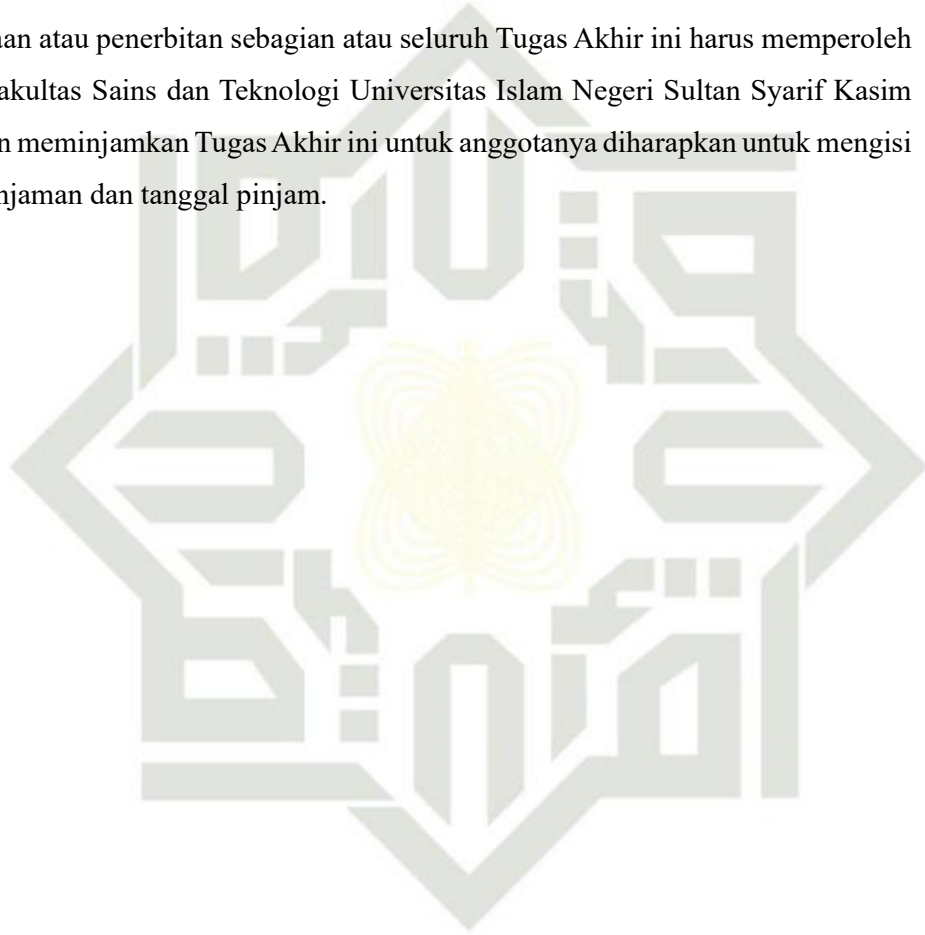 aan atau penerbitan sebagian atau seluruh Tugas Akhir ini harus memperoleh
akultas Sains dan Teknologi Universitas Islam Negeri Sultan Syarif Kasim
n meminjamkan Tugas Akhir ini untuk anggotanya diharapkan untuk mengisi
njaman dan tanggal pinjam.